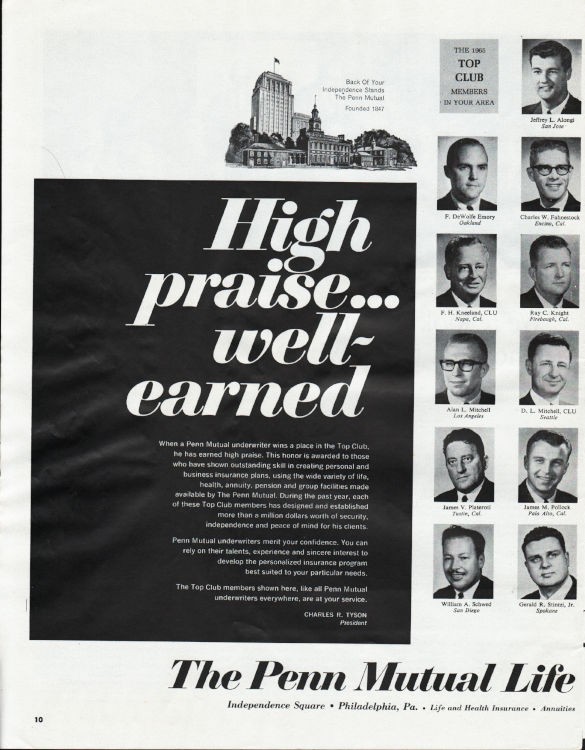 Back Of Your
Independence Stands
The Penn Mutual
Founded 1847
THE 1965
TOP
CLUB
MEMBERS
IN YOUR AREA
Jeffrey L. Alongi
San Jose
F. DeWolfe Emory
Oakland
Charles W. Fahnestock
Encino, Cal.
F. H. Kneeland, CLU
Napa, Cal.
Ray C. Knight
Firebaugh, Cal.
Alan L. Mitchell
Los Angeles
D. L. Mitchell, CLU
Seattle
James V. Plateroti
Tustin, Cal.
James M. Pollock
Palo Alto, Cal.
William A. Schwed
San Diego
Gerald R. Stinzi, Jr.
Spokane
High
praise...
well-
earned
When a Penn Mutual underwriter wins a place in the Top Club,
he has earned high praise. This honor is awarded to those
who have shown outstanding skill in creating personal and
business insurance plans, using the wide variety of life,
health, annuity, pension and group facilities made
available by The Penn Mutual. During the past year, each
of these Top Club members has designed and established
more than a million dollars worth of security,
independence and peace of mind for his clients.
Penn Mutual underwriters merit your confidence. You can
rely on their talents, experience and sincere interest to
develop the personalized insurance program
best suited to your particular needs.
The Top Club members shown here, like all Penn Mutual
underwriters everywhere, are at your service.
CHARLES R. TYSON
President
The Penn Mutual Life
Independence Square • Philadelphia, Pa. • Life and Health Insurance • Annuities
10